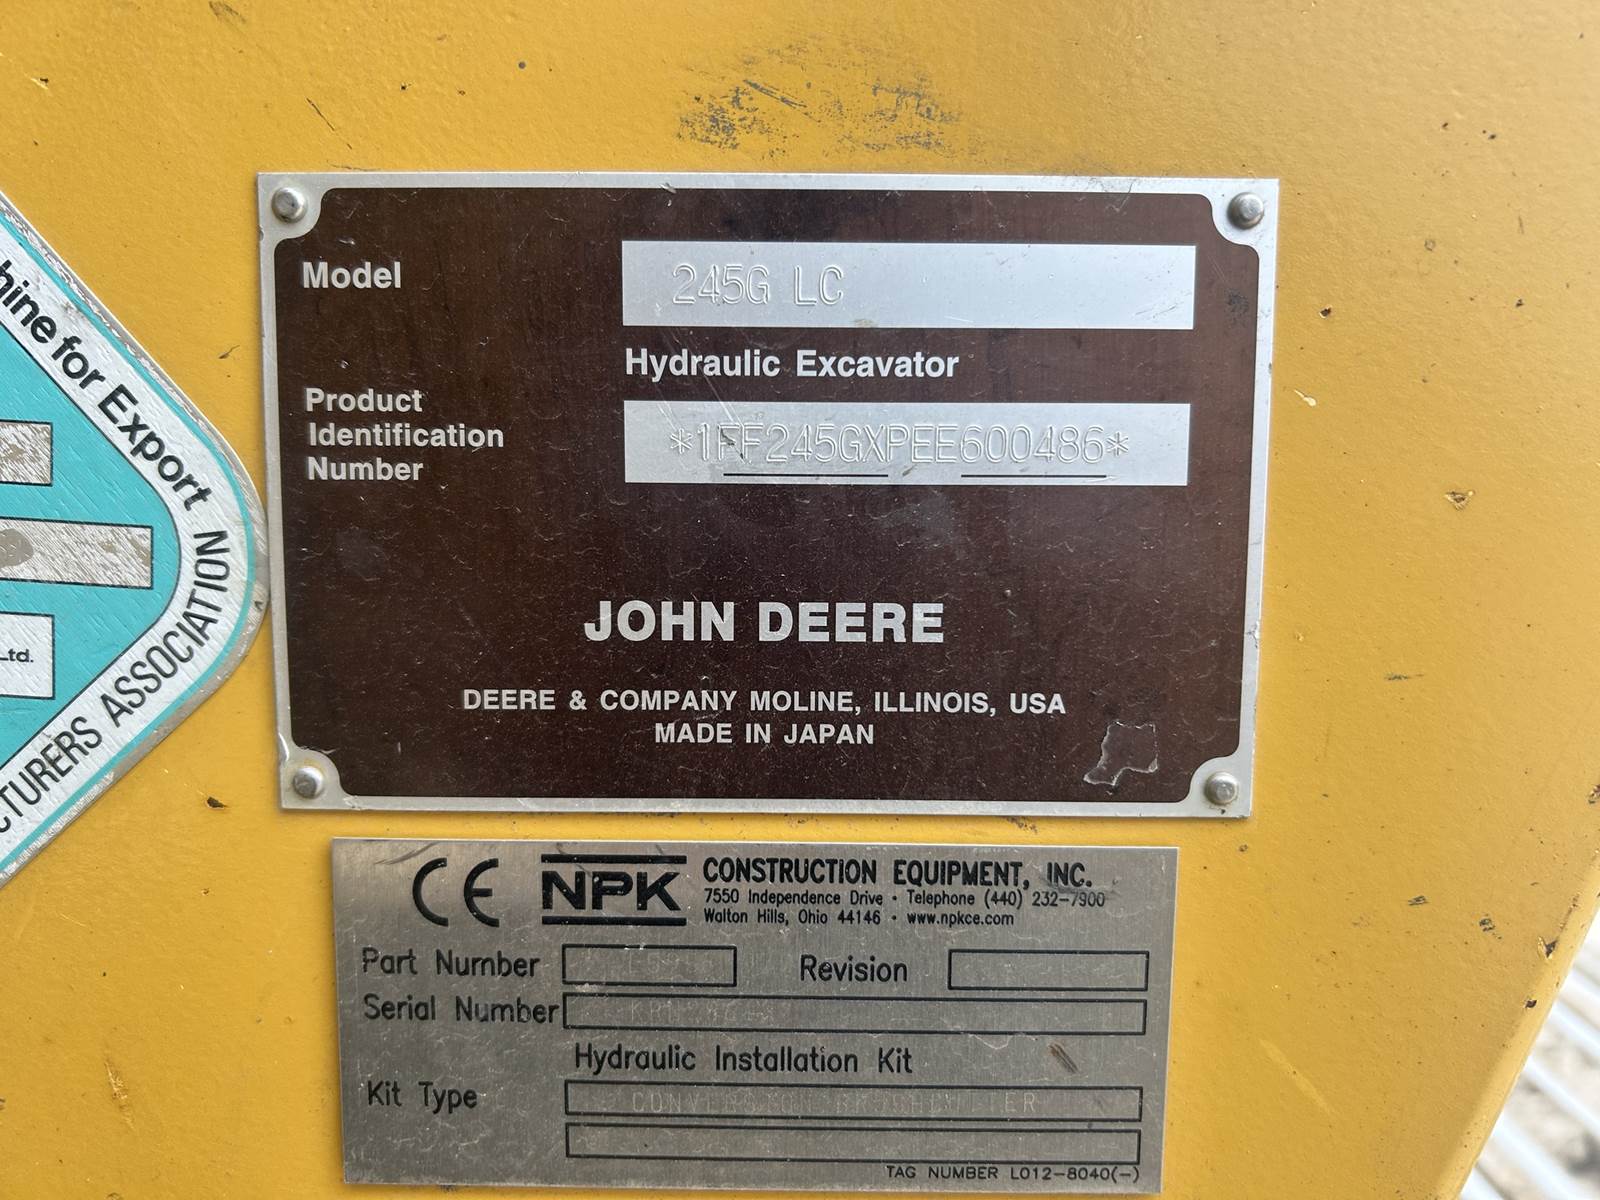 hine for Export
Ltd.
CTURERS ASSOCIATION
Model
245G LC
Hydraulic Excavator
Product
Identification
Number
*1FF245GXPEE600486*
JOHN DEERE
DEERE & COMPANY MOLINE, ILLINOIS, USA
MADE IN JAPAN
CE NPK CONSTRUCTION EQUIPMENT, INC.
7550 Independence Drive • Telephone (440) 232-7900
Walton Hills, Ohio 44146 • www.npkce.com
Part Number
Revision
Serial Number
Hydraulic Installation Kit
Kit Type
TAG NUMBER L012-8040(-)